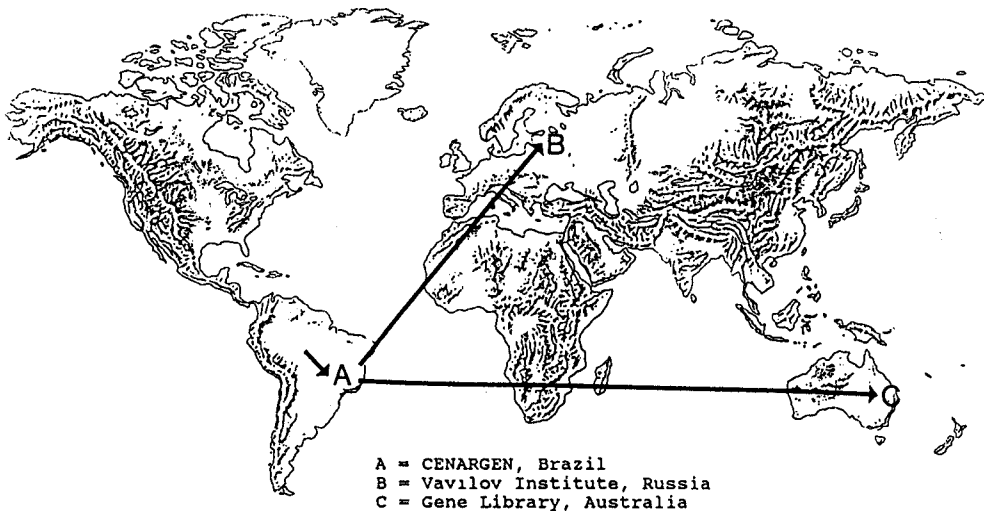 B
A
C
A = CENARGEN, Brazil
B = Vavilov Institute, Russia
C = Gene Library, Australia